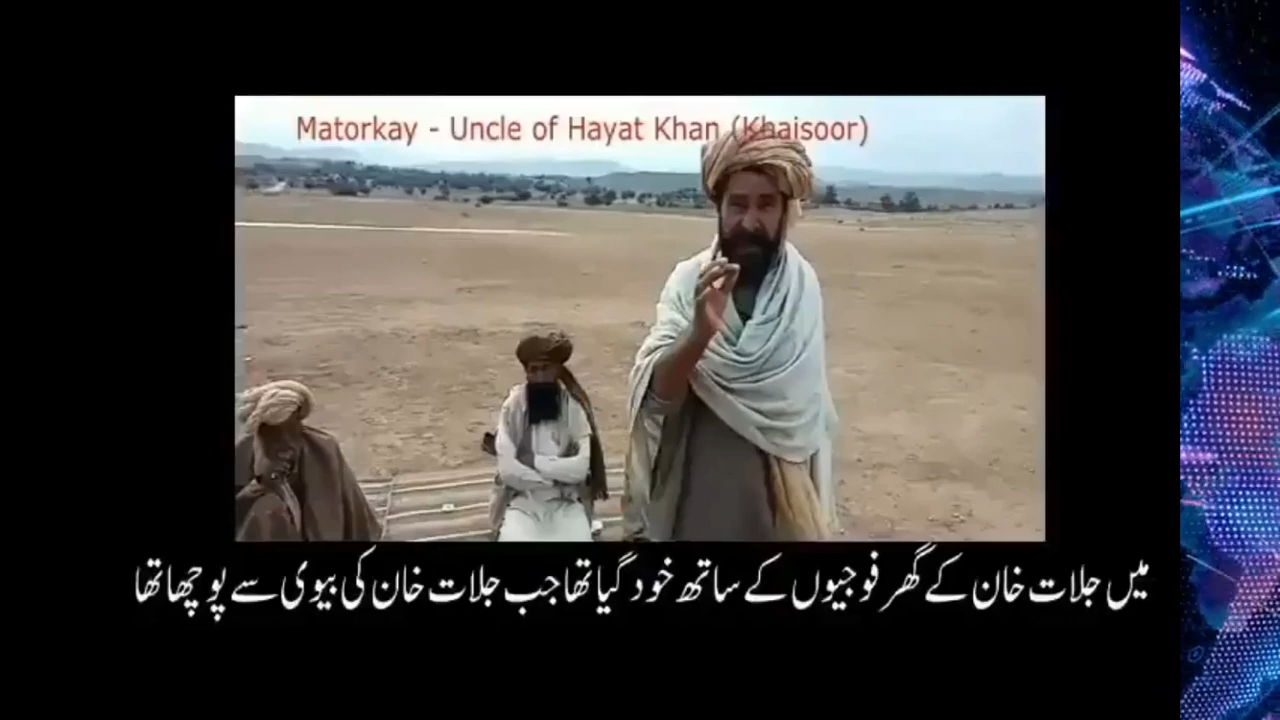 Matorkay - Uncle of Hayat Khan (Khaisoor)
میں جلات خان کے گھر فوجیوں کے ساتھ خود گیا تھا جب جلات خان کی بیوی سے پوچھا تھا